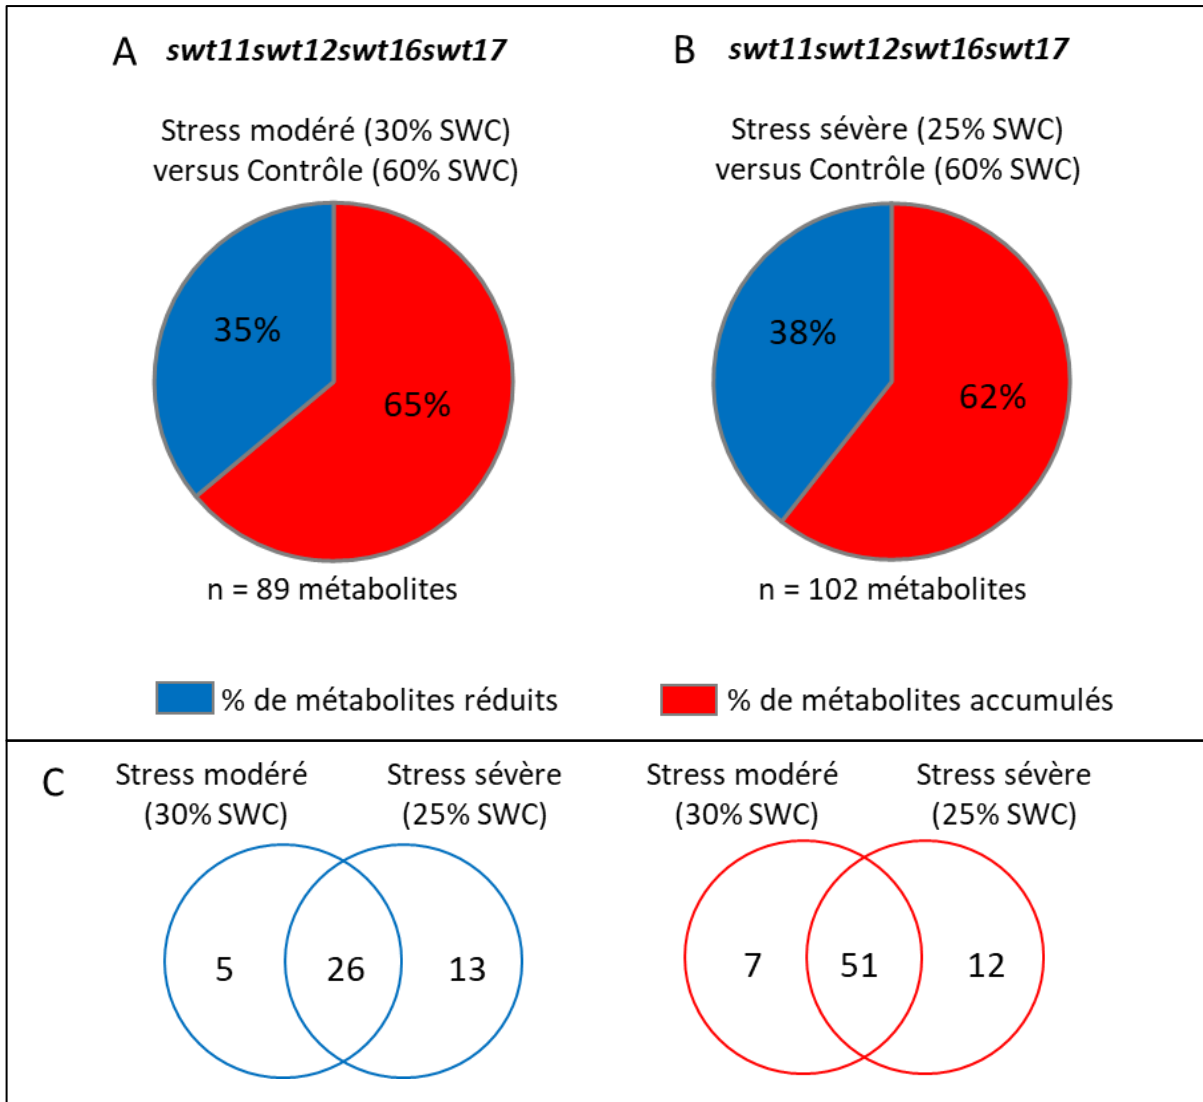 A swt11swt12swt16swt17
Stress modéré (30% SWC)
versus Contrôle (60% SWC)
35%
65%
n = 89 métabolites
B swt11swt12swt16swt17
Stress sévère (25% SWC)
versus Contrôle (60% SWC)
38%
62%
n = 102 métabolites
% de métabolites réduits
% de métabolites accumulés
C
Stress modéré
(30% SWC)
Stress sévère
(25% SWC)
5
26
13
Stress modéré
(30% SWC)
Stress sévère
(25% SWC)
7
51
12